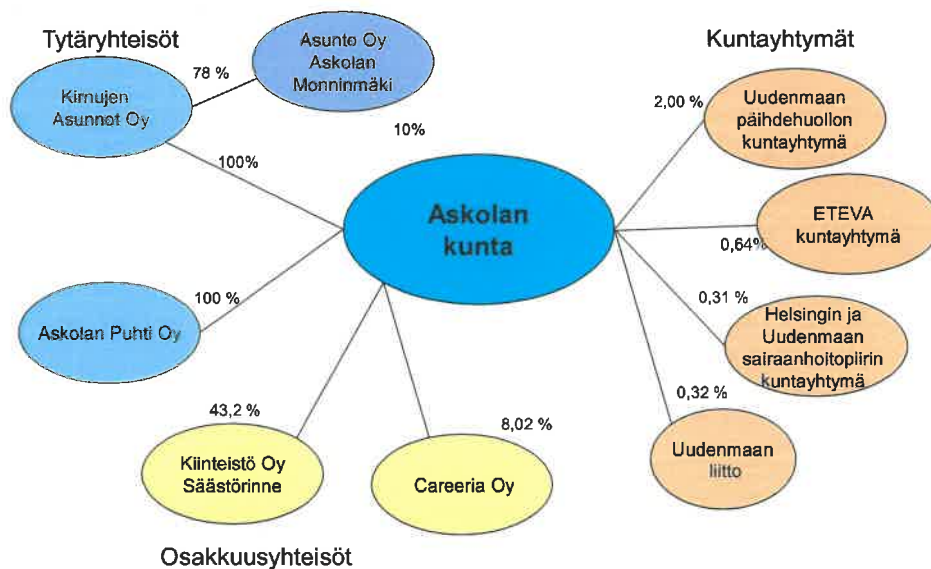 Tytäryhteisöt
Kuntayhtymät
78 %
Asunto Oy
Askolan
Monninmäki
Kirnujen
Asunnot Oy
10%
100%
2,00 %
Uudenmaan
päihdehuollon
kuntayhtymä
Askolan
kunta
ETEVA
kuntayhtymä
0,64%
100 %
Askolan Puhti Oy
0,31 %
Helsingin ja
Uudenmaan
sairaanhoitopiirin
kuntayhtymä
0,32 %
Uudenmaan
liitto
43,2 %
Kiinteistö Oy
Säästörinne
8,02 %
Careeria Oy
Osakkuusyhteisöt